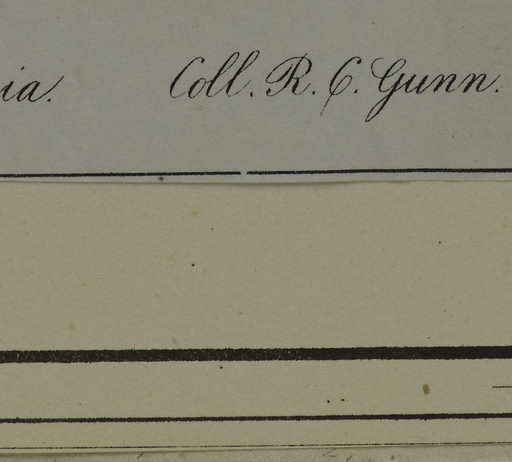 ia. Coll. R. C. Gunn.